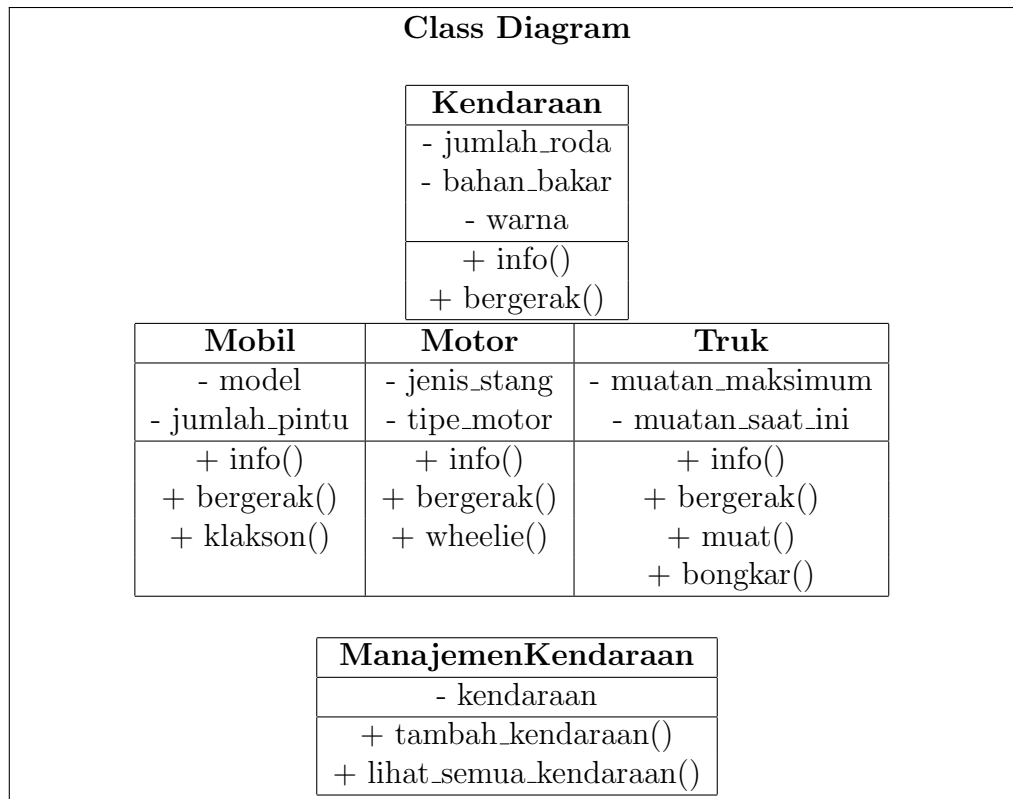 Class Diagram
Kendaraan
- jumlah_roda
- bahan_bakar
- warna
+ info()
+ bergerak()
Mobil
- model
- jumlah_pintu
+ info()
+ bergerak()
+ klakson()
Motor
- jenis_stang
- tipe_motor
+ info()
+ bergerak()
+ wheelie()
Truk
- muatan_maksimum
- muatan_saat_ini
+ info()
+ bergerak()
+ muat()
+ bongkar()
ManajemenKendaraan
- kendaraan
+ tambah_kendaraan()
+ lihat_semua_kendaraan()